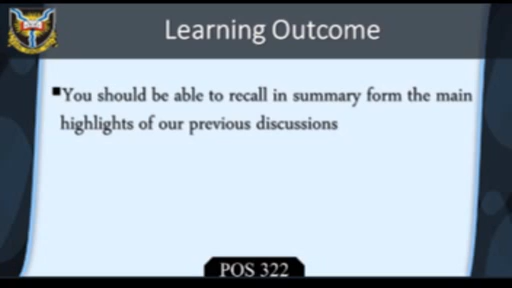 Learning Outcome
▪You should be able to recall in summary form the main
highlights of our previous discussions
POS 322